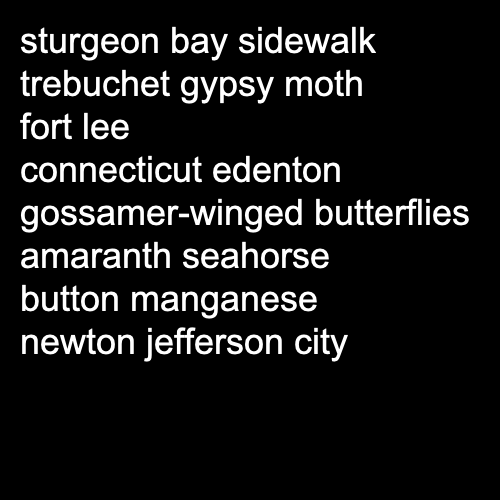 sturgeon bay sidewalk
trebuchet gypsy moth
fort lee
connecticut edenton
gossamer-winged butterflies
amaranth seahorse
button manganese
newton jefferson city